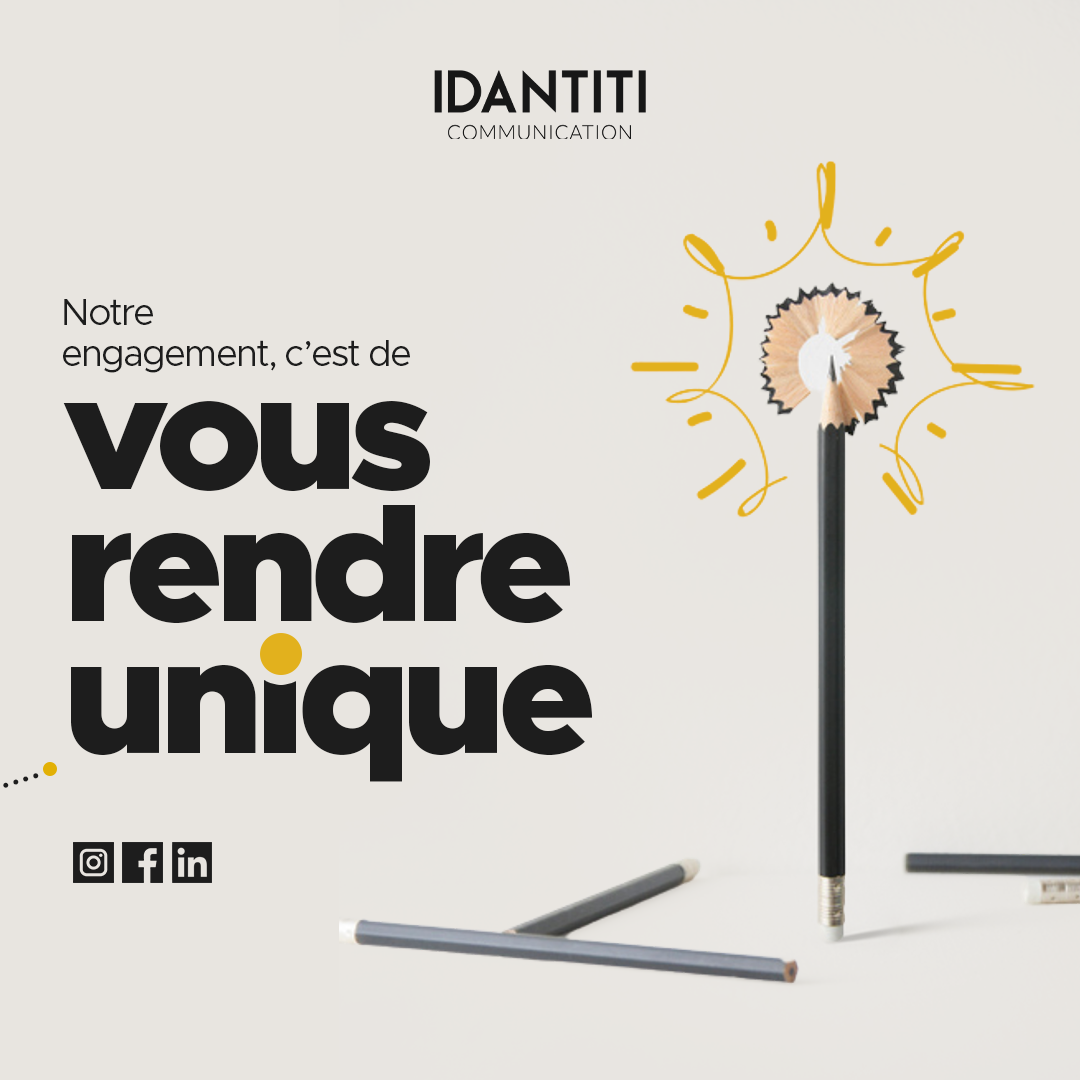 IDANTITI
COMMUNICATION
Notre
engagement, c’est de
vous
rendre
unique